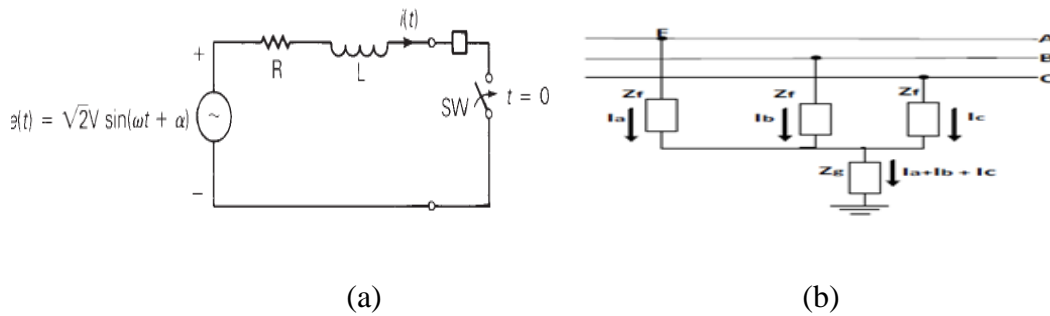 i(t)
+
R
L
SW
t = 0
e(t) = √2V sin(ωt + α)
~
−
(a)
F
A
B
C
Zf
Zf
Zf
Ia
Ib
Ic
Zg
Ia+Ib + Ic
(b)